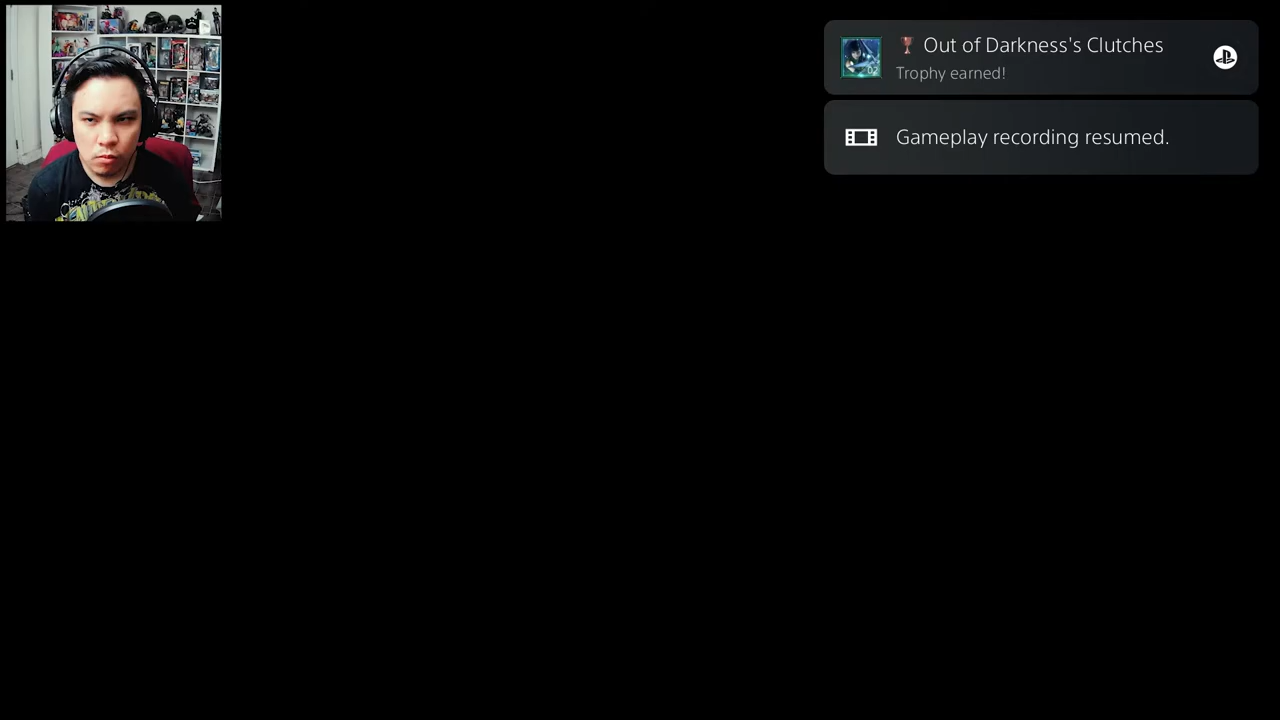 Out of Darkness's Clutches
Trophy earned!
Gameplay recording resumed.